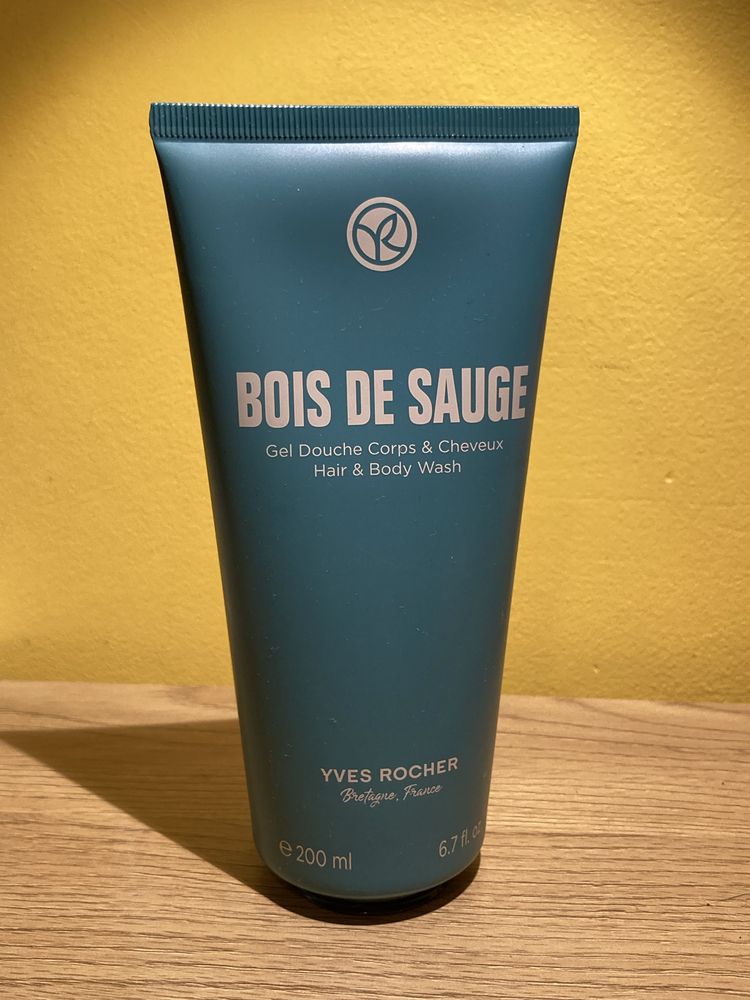 BOIS DE SAUGE
Gel Douche Corps & Cheveux
Hair & Body Wash
YVES ROCHER
Bretagne, France
℮ 200 ml 6.7 fl. oz